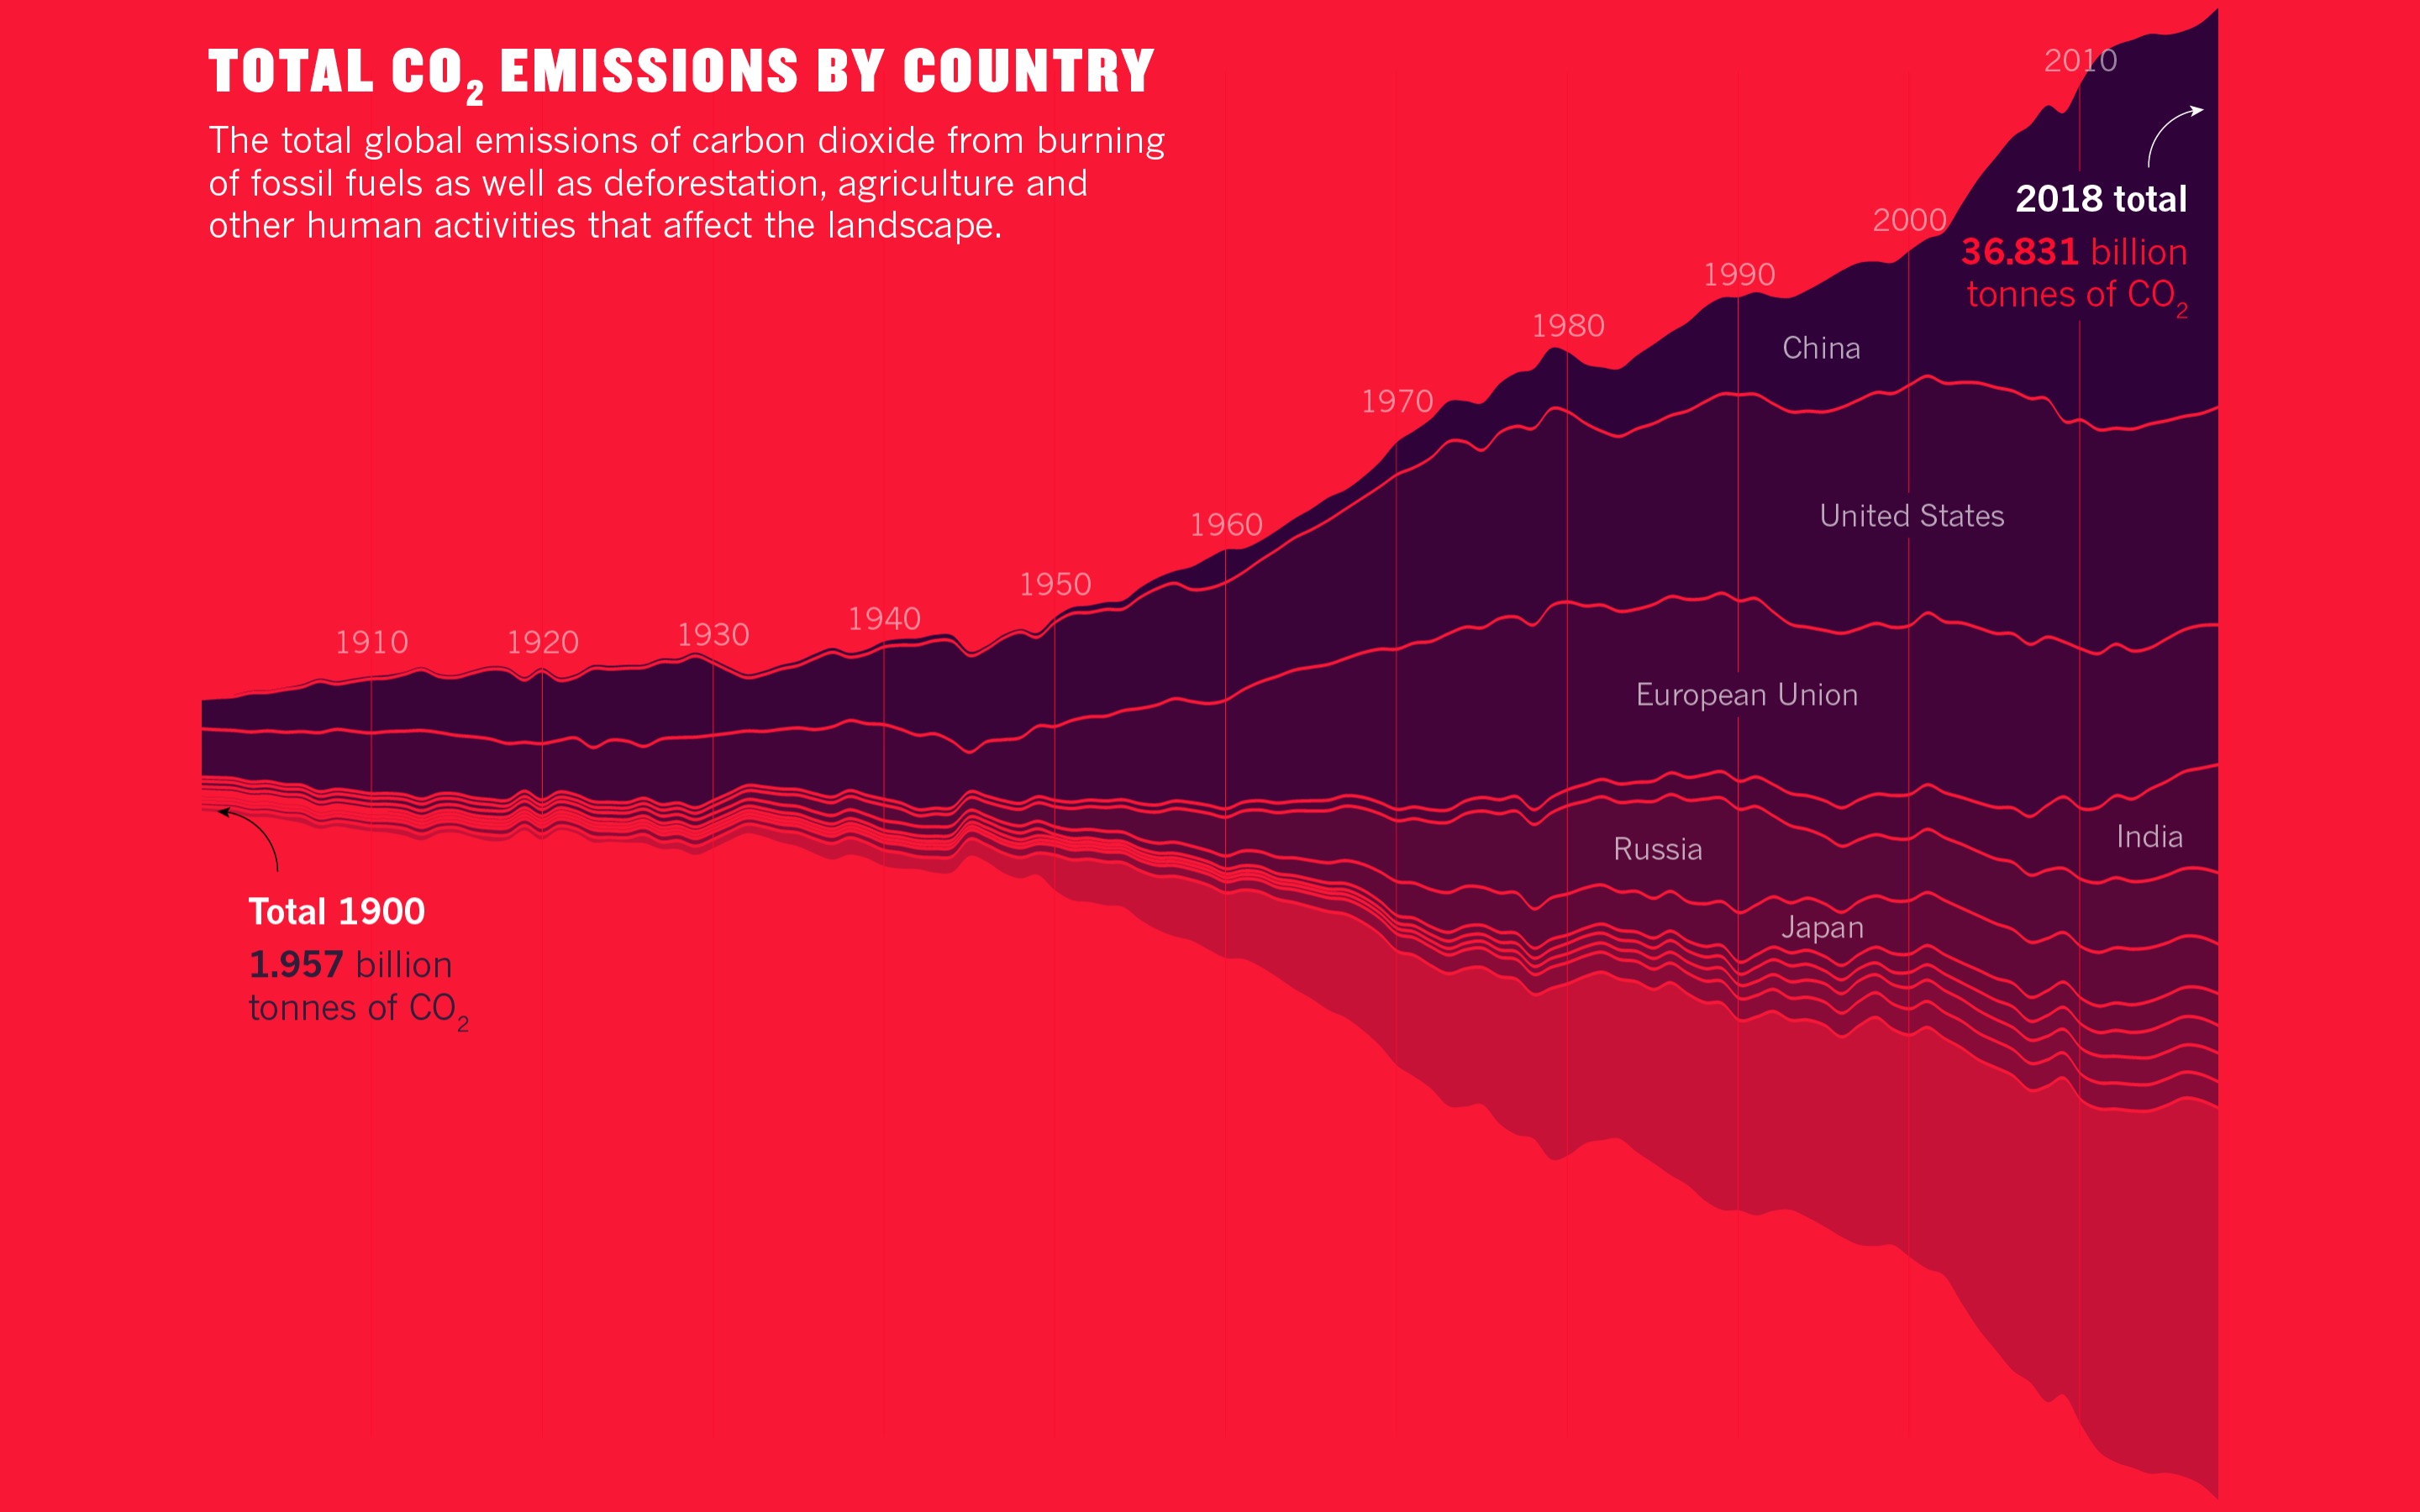 TOTAL CO2 EMISSIONS BY COUNTRY
The total global emissions of carbon dioxide from burning
of fossil fuels as well as deforestation, agriculture and
other human activities that affect the landscape.
2010
2018 total
36.831 billion
tonnes of CO2
2000
1990
1980
1970
1960
1950
1940
1930
1920
1910
China
United States
European Union
India
Russia
Japan
Total 1900
1.957 billion
tonnes of CO2